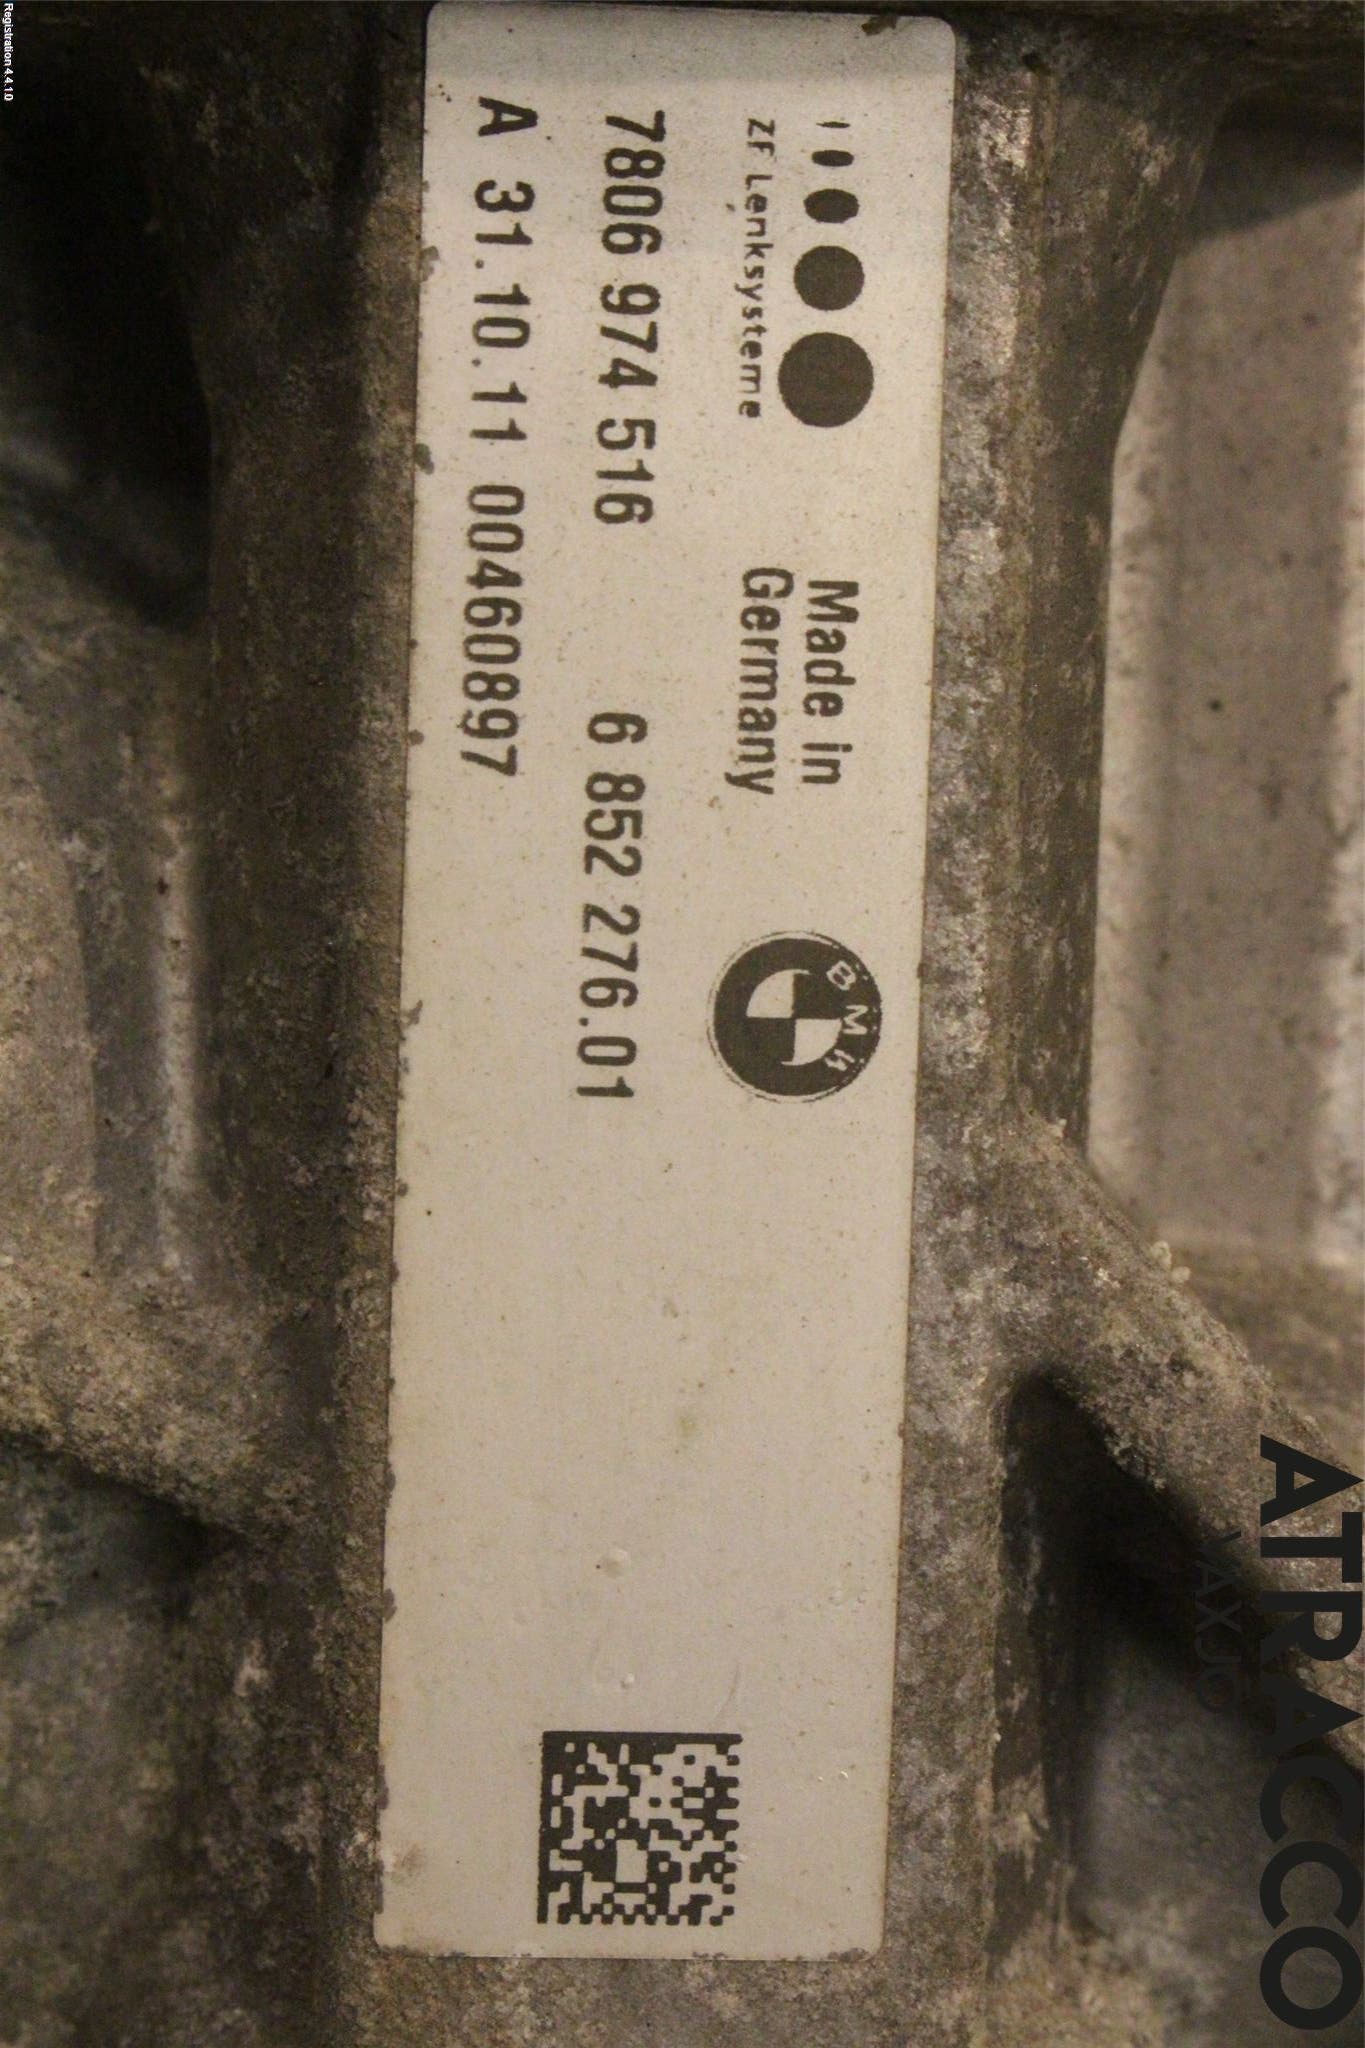 ZF Lenksysteme
Made in
Germany
BMW
7806 974 516 6 852 276.01
A 31.10.11 00460897
ATRACCO
VÄXJÖ
Registration 4.4.1.0